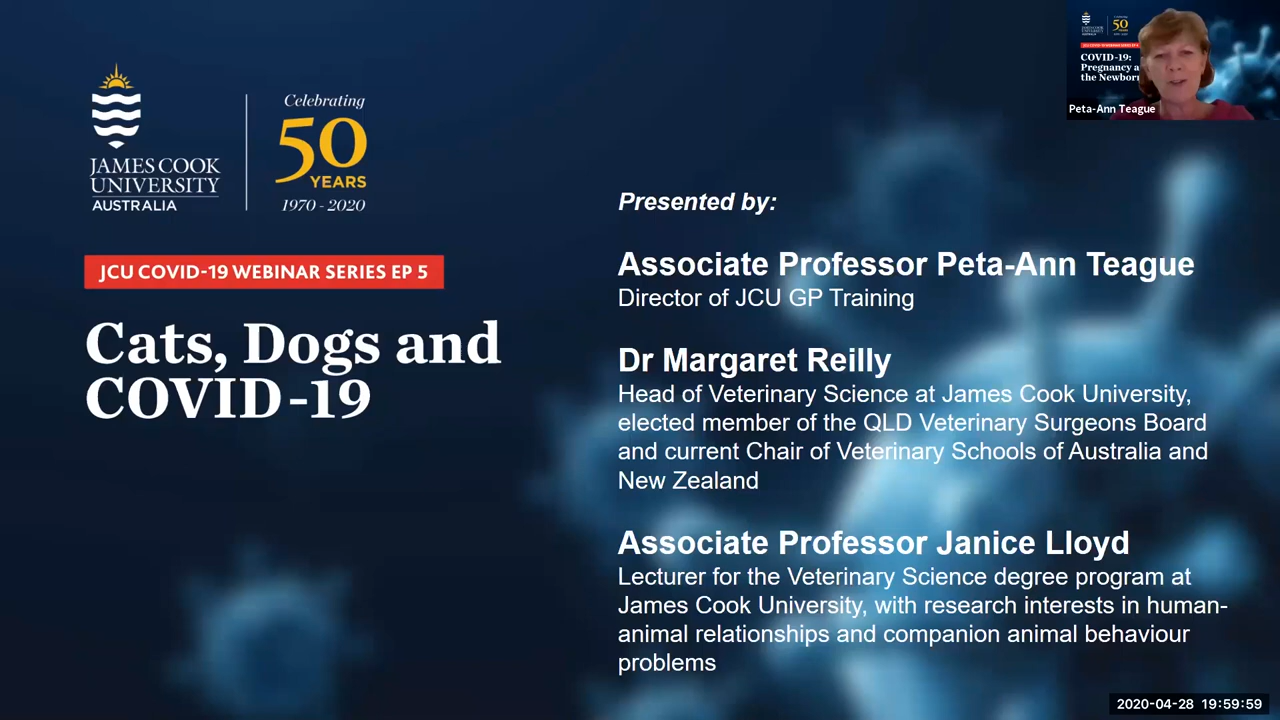 JAMES COOK
UNIVERSITY
AUSTRALIA
Celebrating
50
YEARS
1970 - 2020
JCU COVID-19 WEBINAR SERIES EP 5
Cats, Dogs and
COVID-19
Presented by:
Associate Professor Peta-Ann Teague
Director of JCU GP Training
Dr Margaret Reilly
Head of Veterinary Science at James Cook University,
elected member of the QLD Veterinary Surgeons Board
and current Chair of Veterinary Schools of Australia and
New Zealand
Associate Professor Janice Lloyd
Lecturer for the Veterinary Science degree program at
James Cook University, with research interests in human-
animal relationships and companion animal behaviour
problems
50
COVID-19:
Pregnancy a
the Newborn
Peta-Ann Teague
2020-04-28 19:59:59